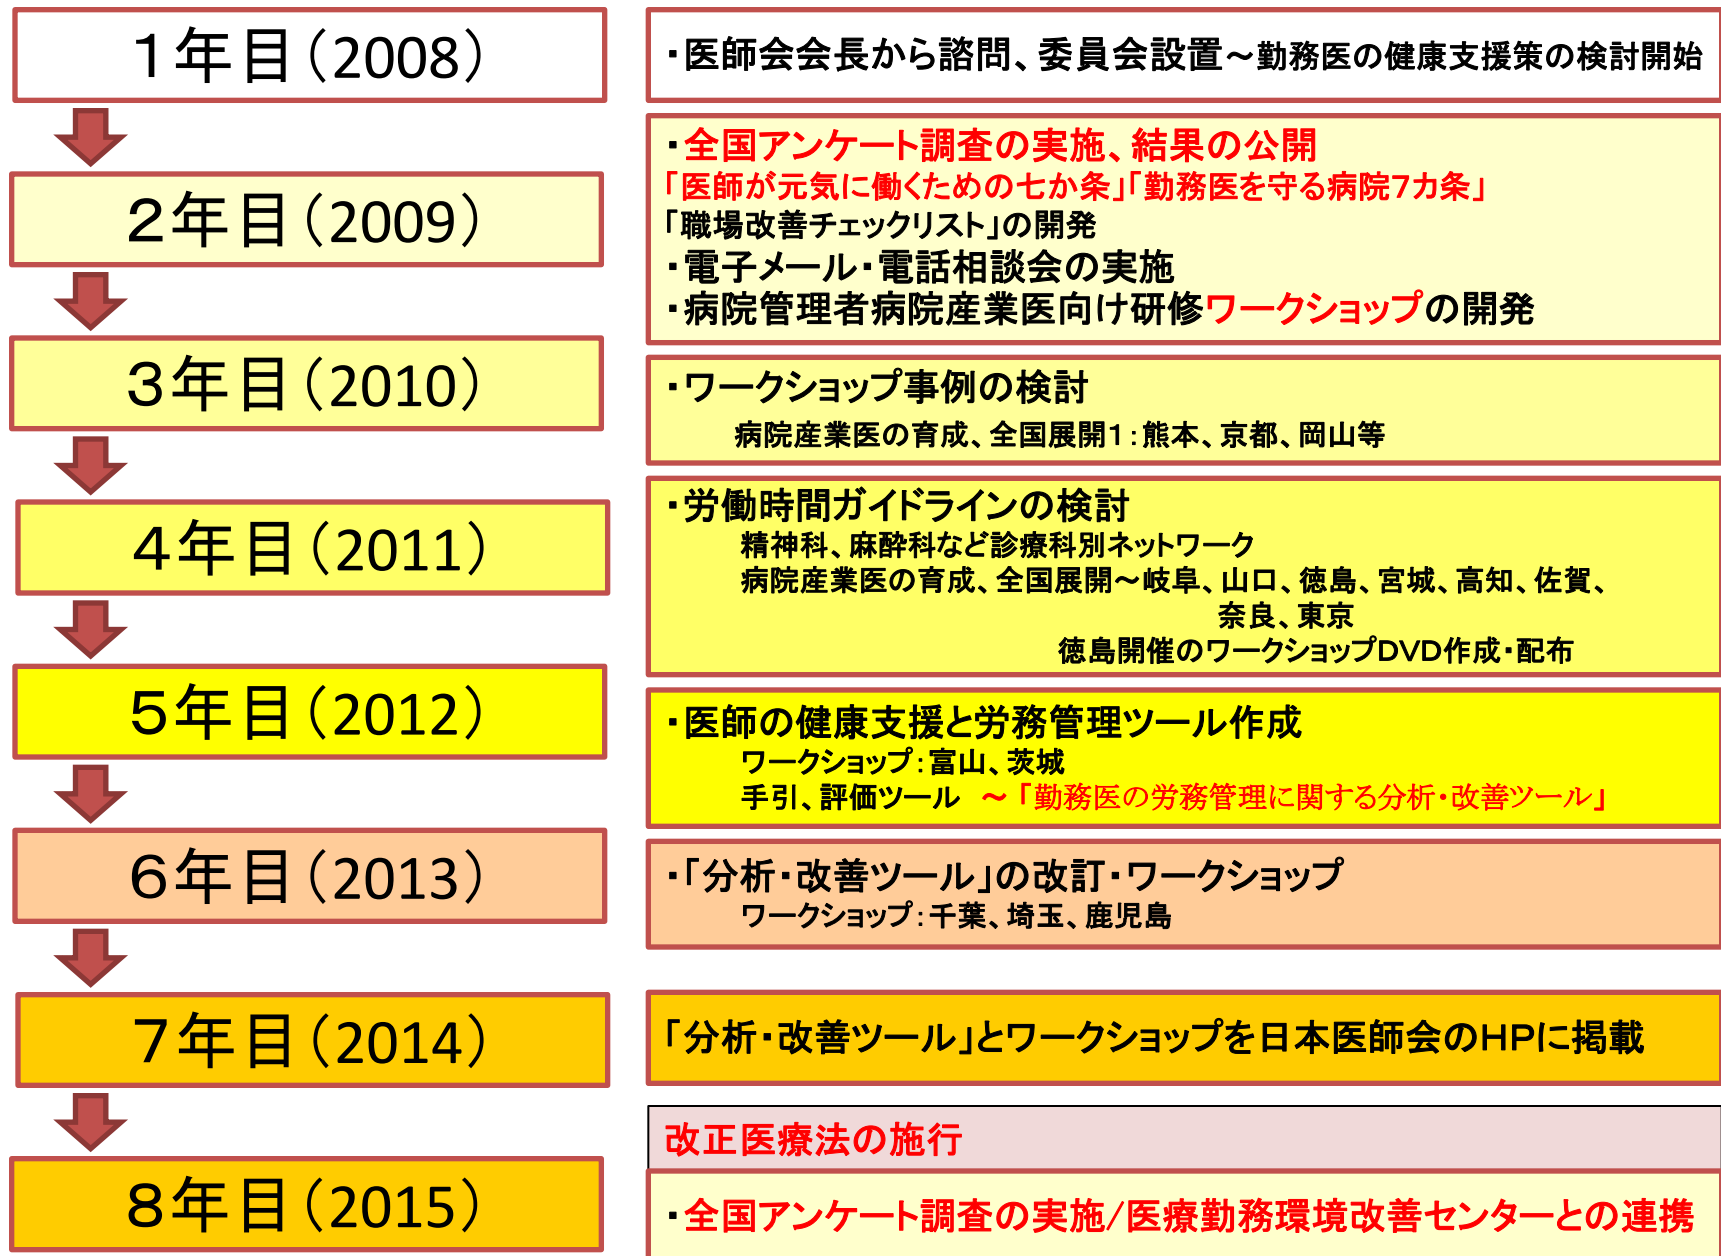 1年目（2008）
・医師会会長から諮問、委員会設置～勤務医の健康支援策の検討開始
2年目（2009）
・全国アンケート調査の実施、結果の公開
「医師が元気に働くための七か条」「勤務医を守る病院7カ条」
「職場改善チェックリスト」の開発
・電子メール・電話相談会の実施
・病院管理者病院産業医向け研修ワークショップの開発
3年目（2010）
・ワークショップ事例の検討
病院産業医の育成、全国展開1：熊本、京都、岡山等
4年目（2011）
・労働時間ガイドラインの検討
精神科、麻酔科など診療科別ネットワーク
病院産業医の育成、全国展開～岐阜、山口、徳島、宮城、高知、佐賀、
奈良、東京
徳島開催のワークショップDVD作成・配布
5年目（2012）
・医師の健康支援と労務管理ツール作成
ワークショップ：富山、茨城
手引、評価ツール ～「勤務医の労務管理に関する分析・改善ツール」
6年目（2013）
・「分析・改善ツール」の改訂・ワークショップ
ワークショップ：千葉、埼玉、鹿児島
7年目（2014）
「分析・改善ツール」とワークショップを日本医師会のHPに掲載
改正医療法の施行
8年目（2015）
・全国アンケート調査の実施/医療勤務環境改善センターとの連携